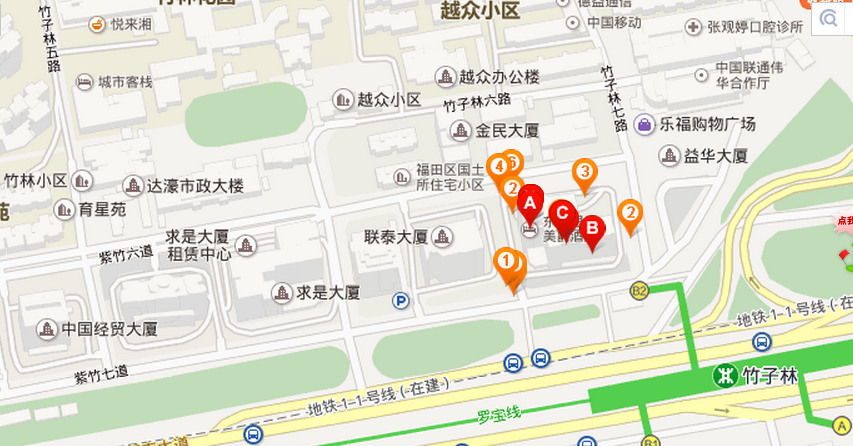 德益通信
竹林花园
越众小区
中国移动
悦来湘
张观婷口腔诊所
竹子林五路
城市客栈
越众办公楼
中国联通伟
华合作厅
竹子林七路
越众小区
竹子林六路
金民大厦
乐福购物广场
益华大厦
福田区国土
所住宅小区
4
6
3
竹林小区
达濠市政大楼
2
A
育星苑
苑
C
2
B
求是大厦
租赁中心
联泰大厦
美
紫竹六道
1
求是大厦
P
B2
中国经贸大厦
地铁-1-1-号线(-在
紫竹七道
竹子林
地铁-1-1-号线(-在建)
罗宝线
A
B1
点我